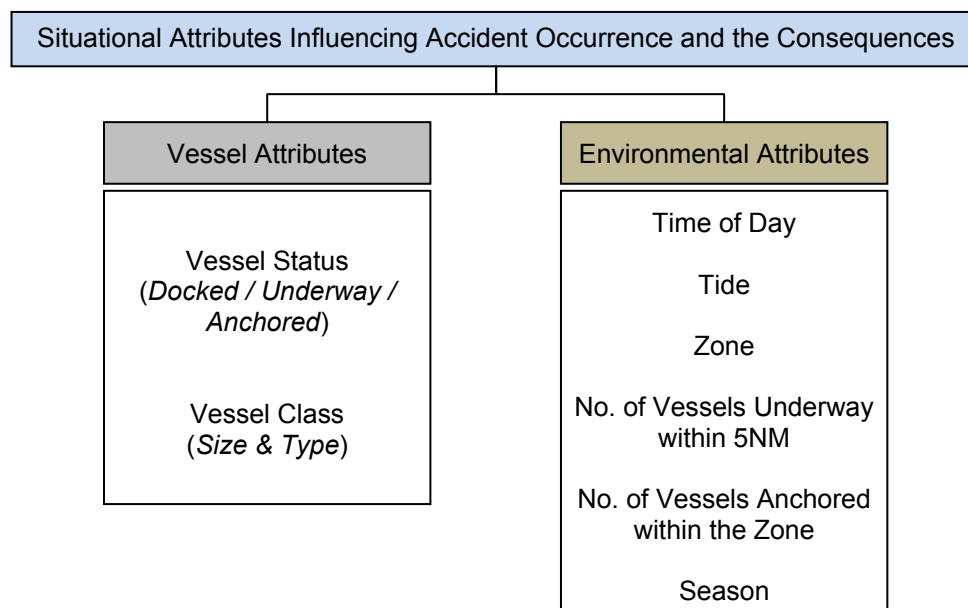 Situational Attributes Influencing Accident Occurrence and the Consequences
Vessel Attributes
Vessel Status
(Docked / Underway /
Anchored)
Vessel Class
(Size & Type)
Environmental Attributes
Time of Day
Tide
Zone
No. of Vessels Underway
within 5NM
No. of Vessels Anchored
within the Zone
Season